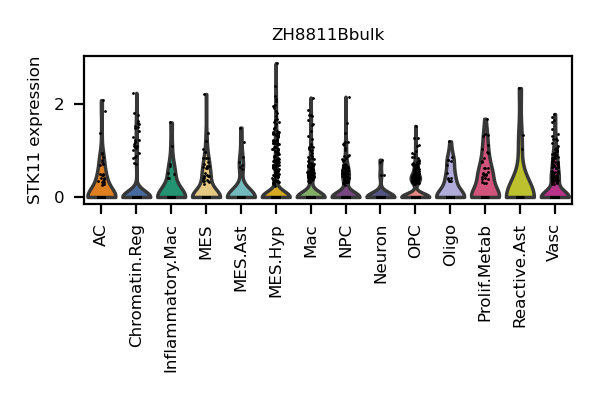 ZH8811Bbulk
STK11 expression
2
0
AC
Chromatin.Reg
Inflammatory.Mac
MES
MES.Ast
MES.Hyp
Mac
NPC
Neuron
OPC
Oligo
Prolif.Metab
Reactive.Ast
Vasc